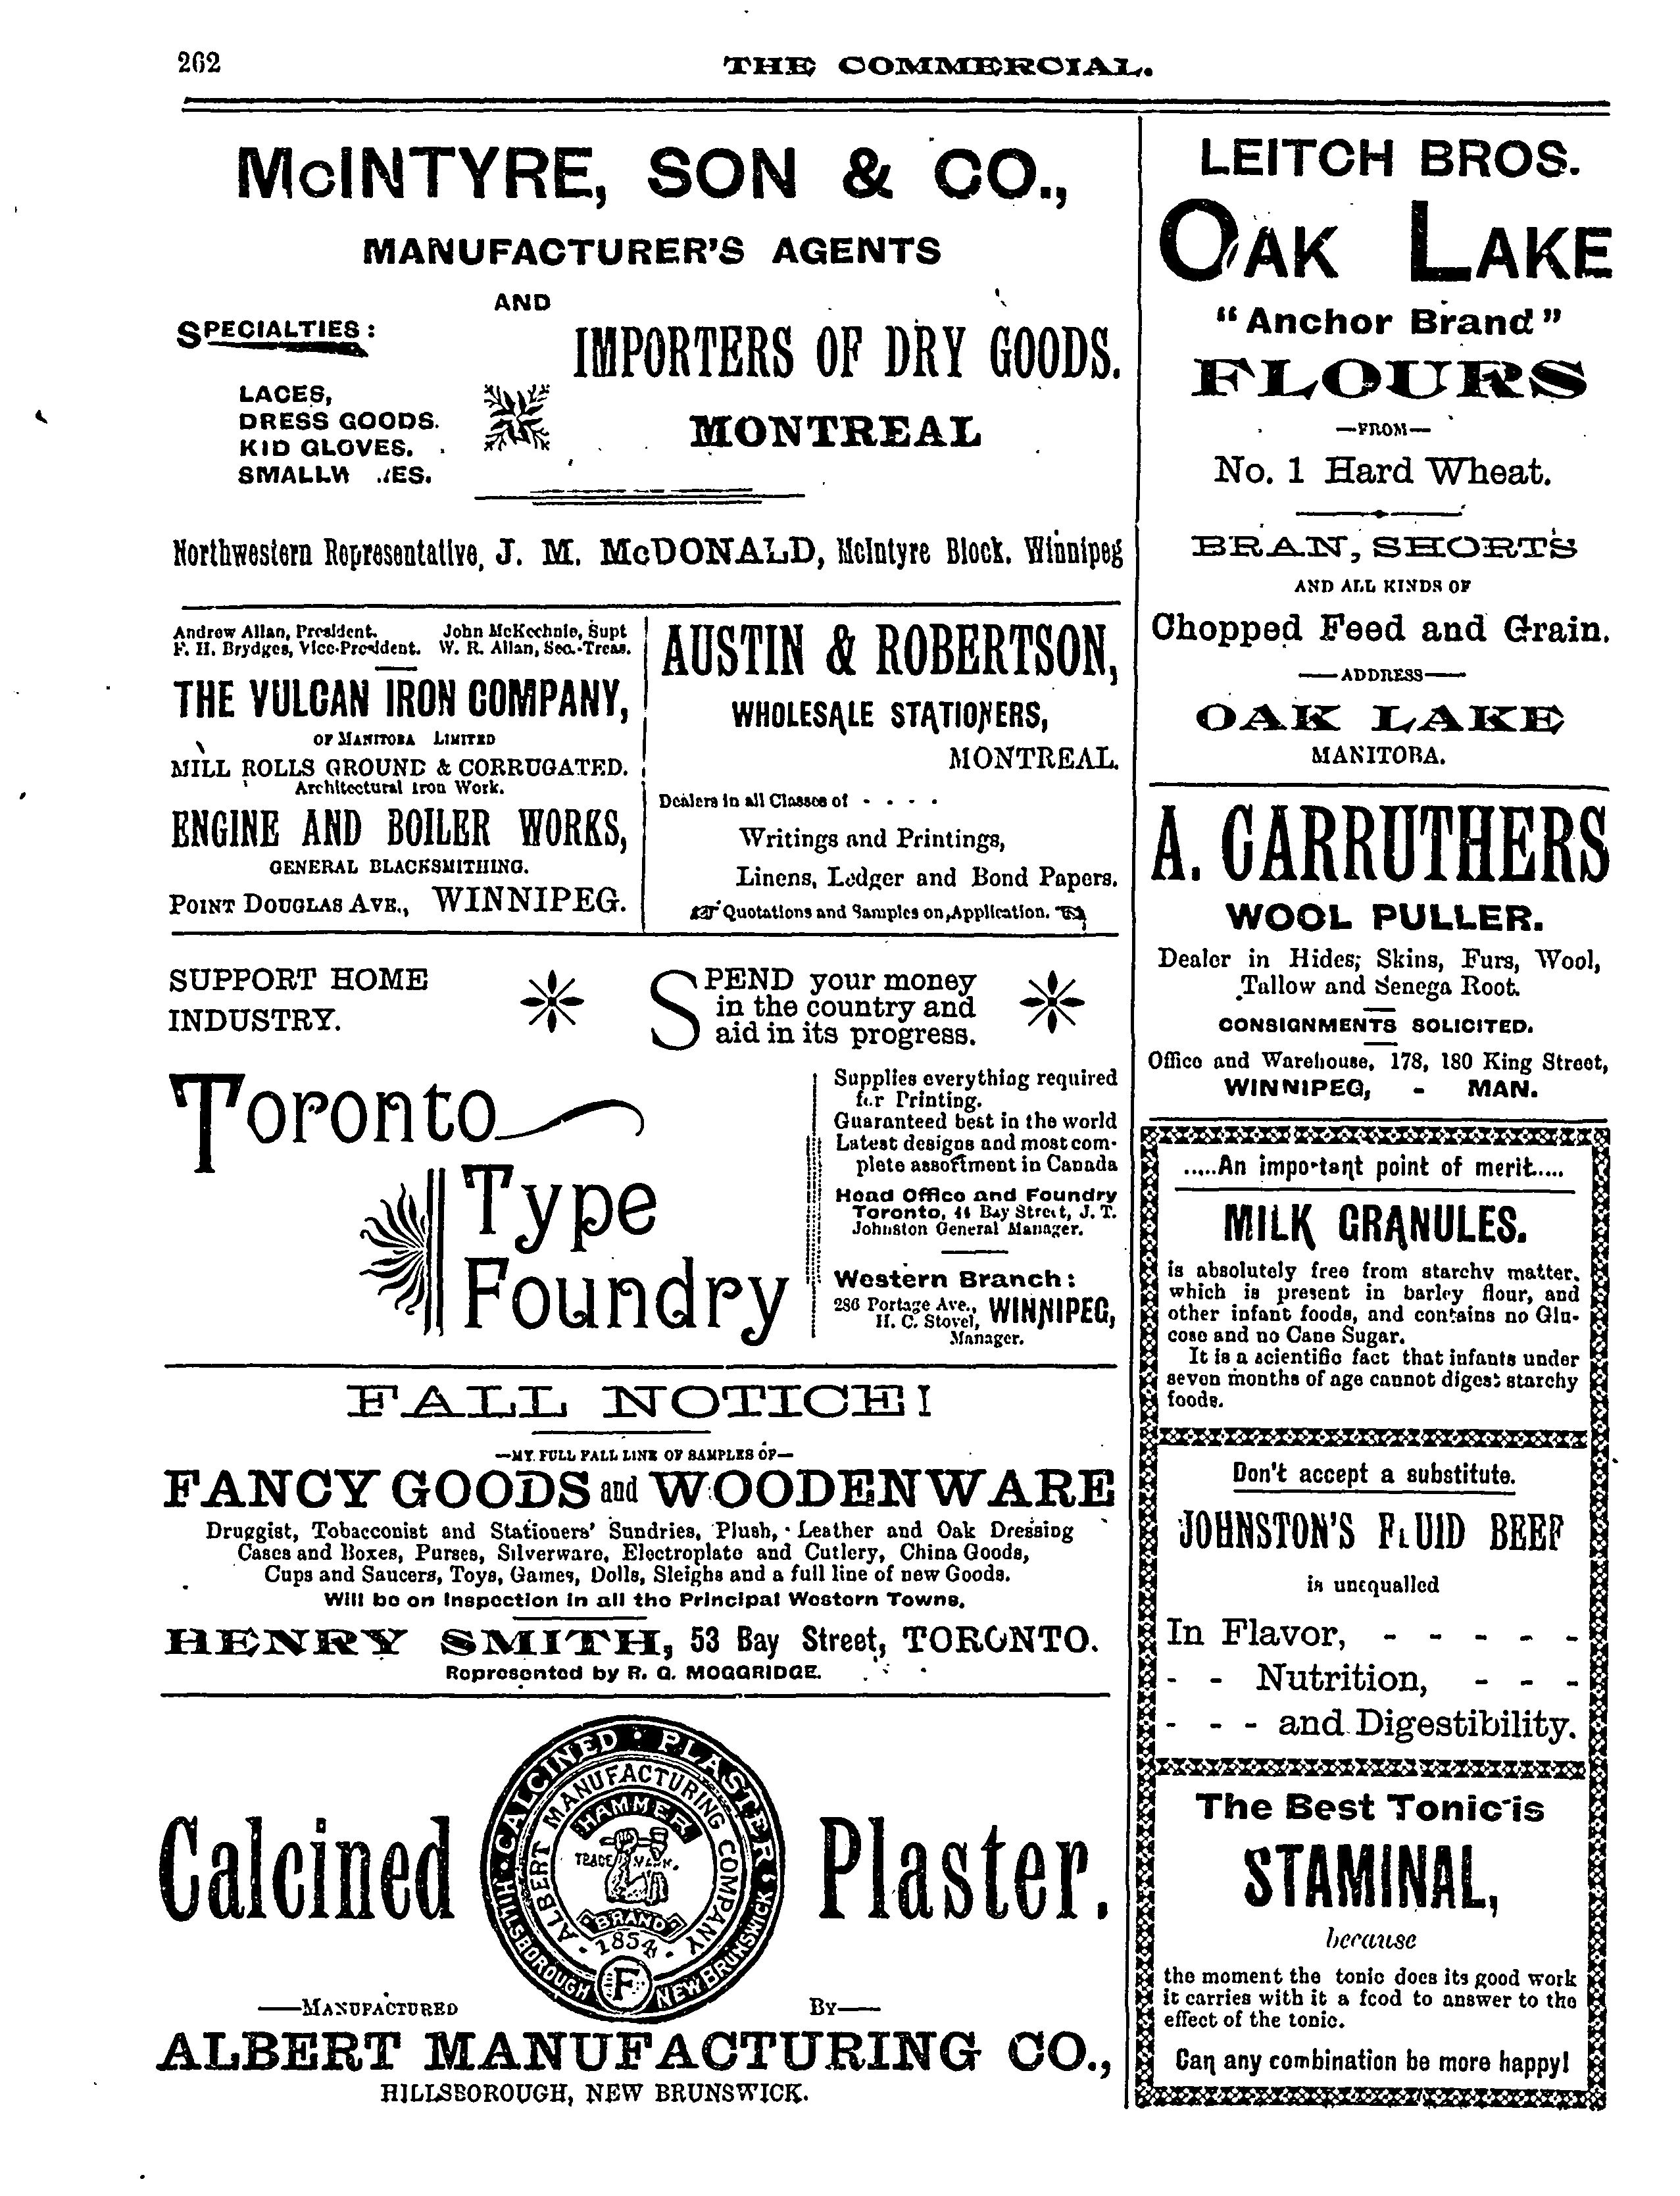 262
THE COMMERCIAL.
McINTYRE, SON & CO.,
MANUFACTURER'S AGENTS
AND
SPECIALTIES:
IMPORTERS OF DRY GOODS.
LACES,
DRESS GOODS.
KID GLOVES.
MONTREAL
Northwestern Representative, J. M. McDONALD, McIntyre Block. Winnipeg
Andrew Allan, President. John McKechnie, Supt
F. H. Brydges, Vice-President. W. R. Allan, Sec.-Treas.
THE VULCAN IRON COMPANY,
OF MANITOBA LIMITED
MILL ROLLS GROUND & CORRUGATED.
Architectural Iron Work.
ENGINE AND BOILER WORKS,
GENERAL BLACKSMITHING.
POINT DOUGLAS AVE., WINNIPEG.
AUSTIN & ROBERTSON,
WHOLESALE STATIONERS,
MONTREAL.
Dealers in all Classes of - - - -
Writings and Printings,
Linens, Ledger and Bond Papers.
Quotations and Samples on Application.
SUPPORT HOME
INDUSTRY.
SPEND your money
in the country and
aid in its progress.
Toronto
Type
Foundry
Supplies everything required
for Printing.
Guaranteed best in the world
Latest designs and most com-
plete assortment in Canada
Head Office and Foundry
Toronto, 44 Bay Street, J. T.
Johnston General Manager.
Western Branch:
286 Portage Ave., WINNIPEG,
H. C. Stovel,
Manager.
FALL NOTICE!
—MY FULL FALL LINE OF SAMPLES OF—
FANCY GOODS and WOODENWARE
Druggist, Tobacconist and Stationers' Sundries, Plush, Leather and Oak Dressing
Cases and Boxes, Purses, Silverware, Electroplate and Cutlery, China Goods,
Cups and Saucers, Toys, Games, Dolls, Sleighs and a full line of new Goods.
Will be on Inspection in all the Principal Western Towns.
HENRY SMITH, 53 Bay Street, TORONTO.
Represented by R. G. MOGGRIDGE.
Calcined Plaster.
CALCINED · PLASTER
HILLSBOROUGH NEW BRUNSWICK
ALBERT MANUFACTURING COMPANY
HAMMER
TRADE MARK.
BRAND
· 1854 ·
F
—MANUFACTURED BY—
ALBERT MANUFACTURING CO.,
HILLSBOROUGH, NEW BRUNSWICK.
LEITCH BROS.
OAK LAKE
"Anchor Brand"
FLOURS
—FROM—
No. 1 Hard Wheat.
BRAN, SHORTS
AND ALL KINDS OF
Chopped Feed and Grain.
—ADDRESS—
OAK LAKE
MANITOBA.
A. CARRUTHERS
WOOL PULLER.
Dealer in Hides, Skins, Furs, Wool,
Tallow and Senega Root.
CONSIGNMENTS SOLICITED.
Office and Warehouse, 178, 180 King Street,
WINNIPEG, - MAN.
.....An important point of merit.....
MILK GRANULES.
is absolutely free from starchy matter.
which is present in barley flour, and
other infant foods, and contains no Glu-
cose and no Cane Sugar.
It is a scientific fact that infants under
seven months of age cannot digest starchy
foods.
Don't accept a substitute.
JOHNSTON'S FLUID BEEF
is unequalled
In Flavor, - - - - -
- - Nutrition, - - -
- - - and Digestibility.
The Best Tonic is
STAMINAL,
because
the moment the tonic does its good work
it carries with it a food to answer to the
effect of the tonic.
Can any combination be more happy!